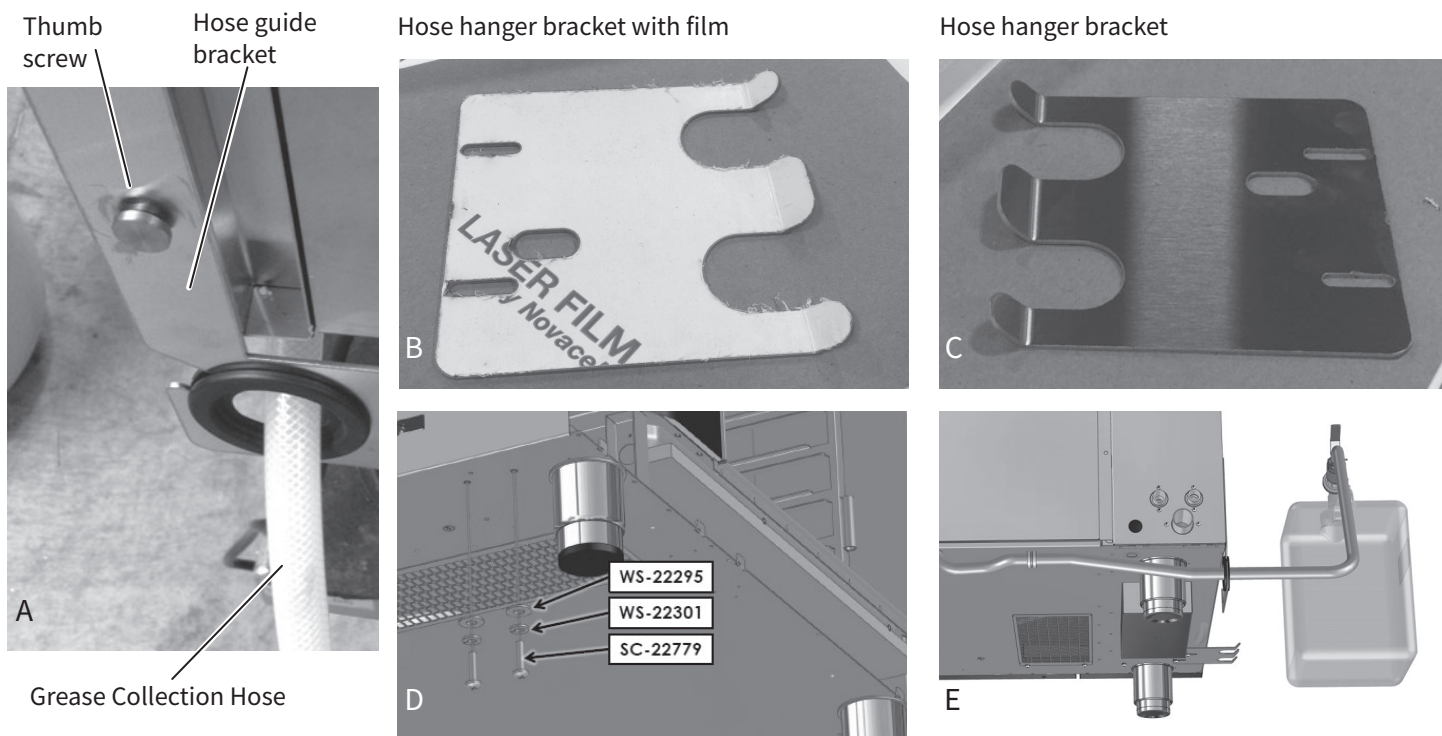 Thumb
screw
Hose guide
bracket
Hose hanger bracket with film
Hose hanger bracket
LASER FILM
y Novacel
A
B
C
WS-22295
WS-22301
SC-22779
D
E
Grease Collection Hose